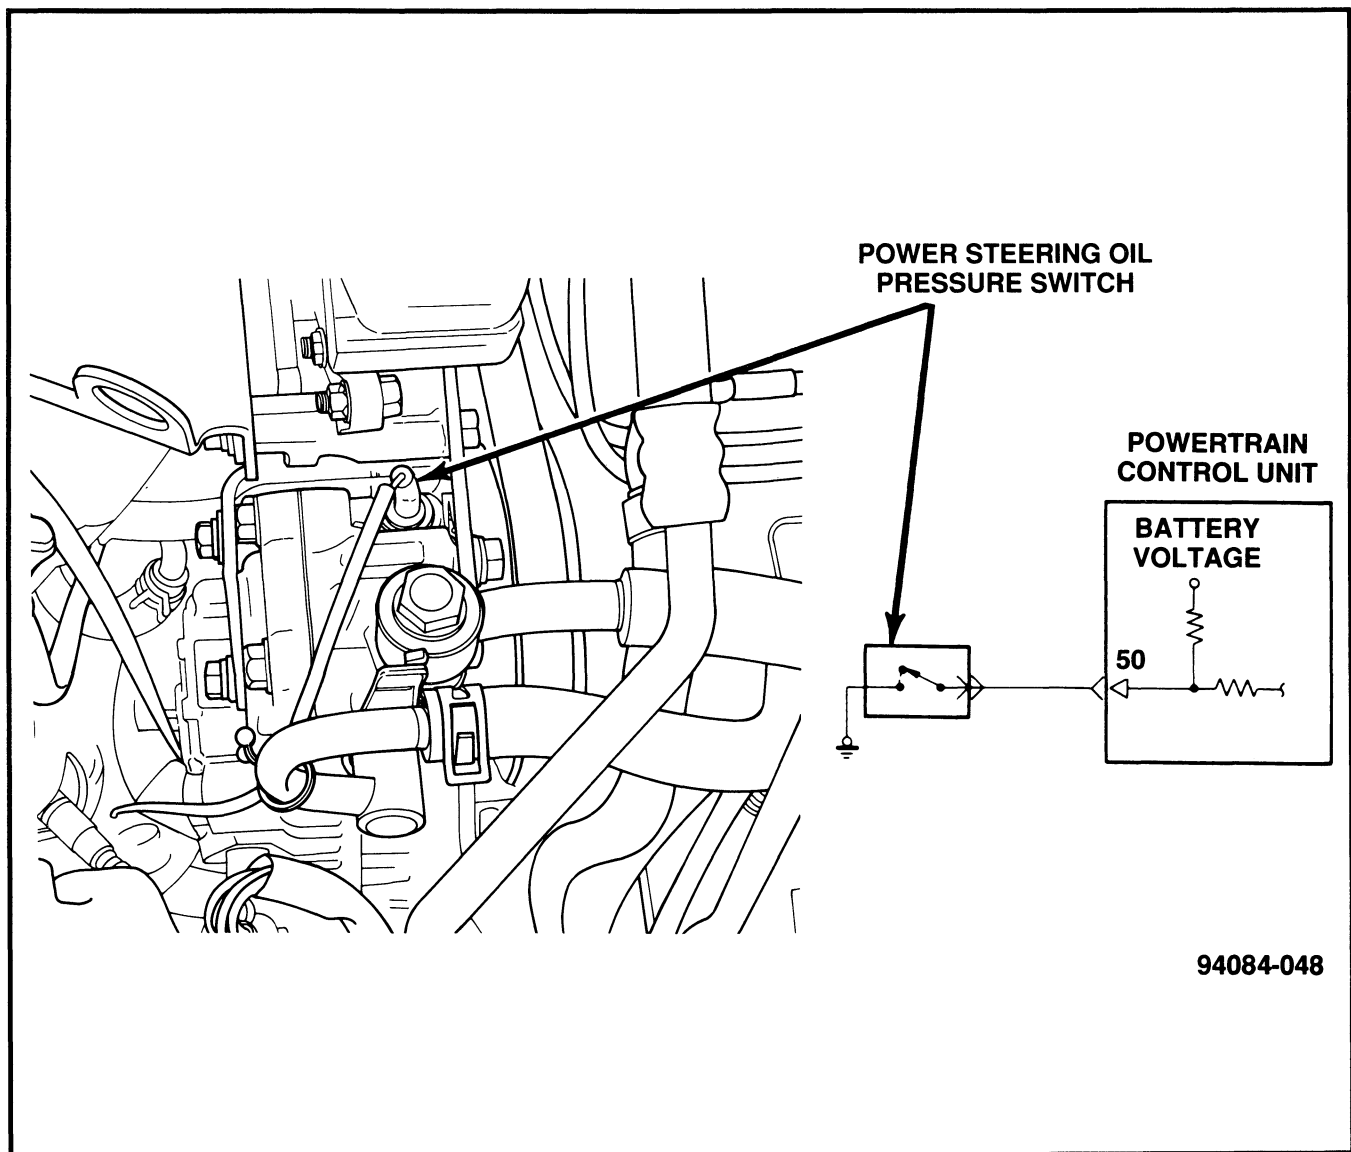 POWER STEERING OIL
PRESSURE SWITCH
POWERTRAIN
CONTROL UNIT
BATTERY
VOLTAGE
50
94084-048